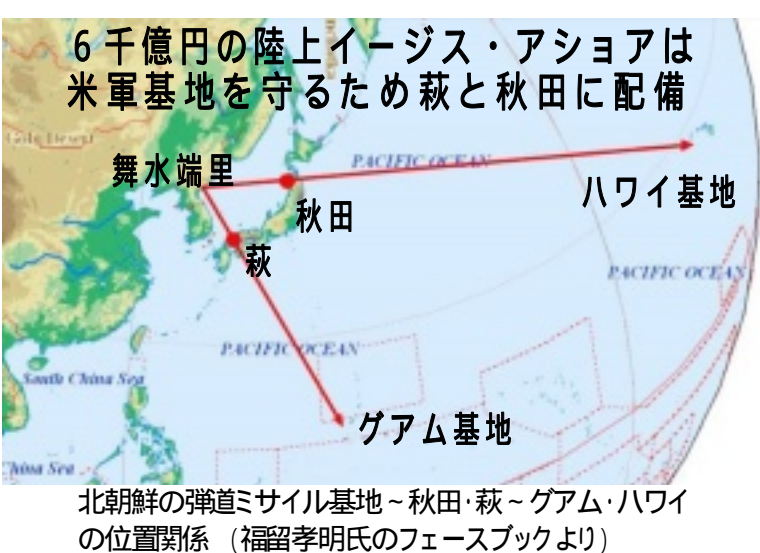 6千億円の陸上イージス・アショアは
米軍基地を守るため萩と秋田に配備
舞水端里
PACIFIC OCEAN
ハワイ基地
秋田
萩
PACIFIC OCEAN
PACIFIC OCEAN
South China Sea
グアム基地
China Sea
北朝鮮の弾道ミサイル基地~秋田・萩~グアム・ハワイ
の位置関係 (福留孝明氏のフェースブックより)